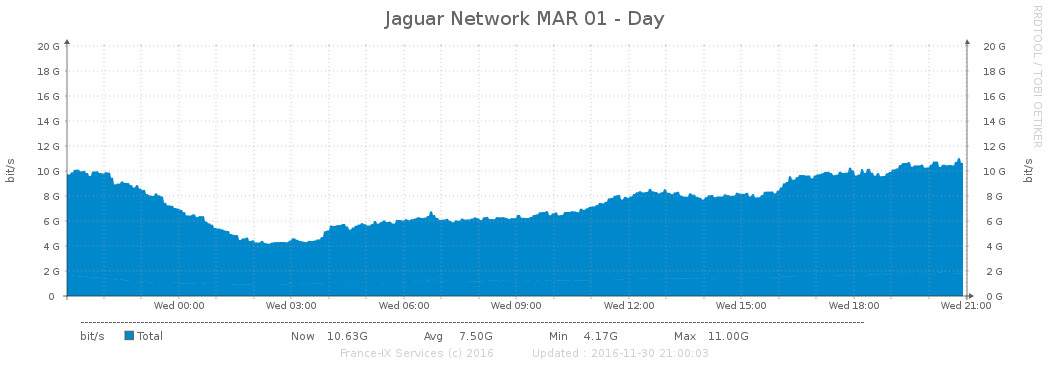 Jaguar Network MAR 01 - Day
RRDTOOL / TOBI OETIKER
bit/s
20 G 20 G
18 G 18 G
16 G 16 G
14 G 14 G
12 G 12 G
10 G 10 G
8 G 8 G
6 G 6 G
4 G 4 G
2 G 2 G
0 0 G
bit/s
Wed 00:00 Wed 03:00 Wed 06:00 Wed 09:00 Wed 12:00 Wed 15:00 Wed 18:00 Wed 21:00
bit/s Total Now 10.63G Avg 7.50G Min 4.17G Max 11.00G
France-IX Services (c) 2016 Updated : 2016-11-30 21:00:03